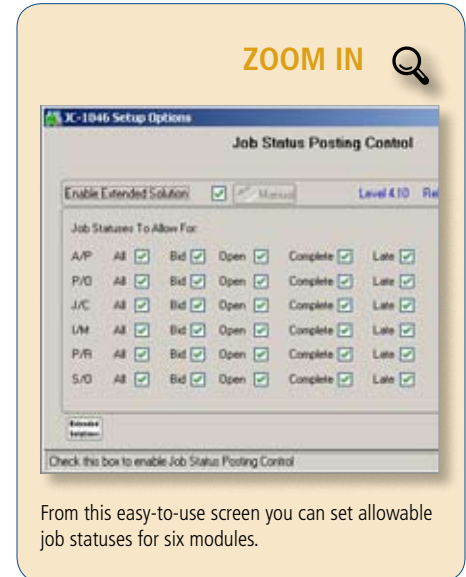 ZOOM IN
JC-1046 Setup Options
Job Status Posting Control
Enable Extended Solution Manual Level 4.10
Job Statuses To Allow For:
A/P All Bid Open Complete Late
P/O All Bid Open Complete Late
J/C All Bid Open Complete Late
I/M All Bid Open Complete Late
P/R All Bid Open Complete Late
S/O All Bid Open Complete Late
Extended
Solutions
Check this box to enable Job Status Posting Control
From this easy-to-use screen you can set allowable
job statuses for six modules.